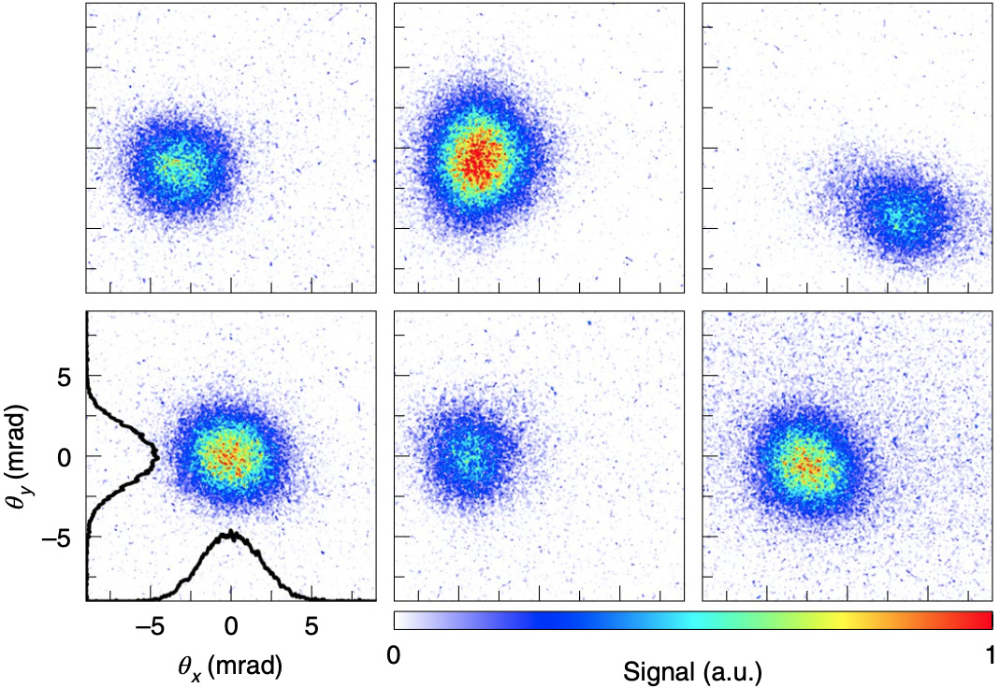 5
0
−5
θy (mrad)
−5 0 5
θx (mrad)
0 1
Signal (a.u.)